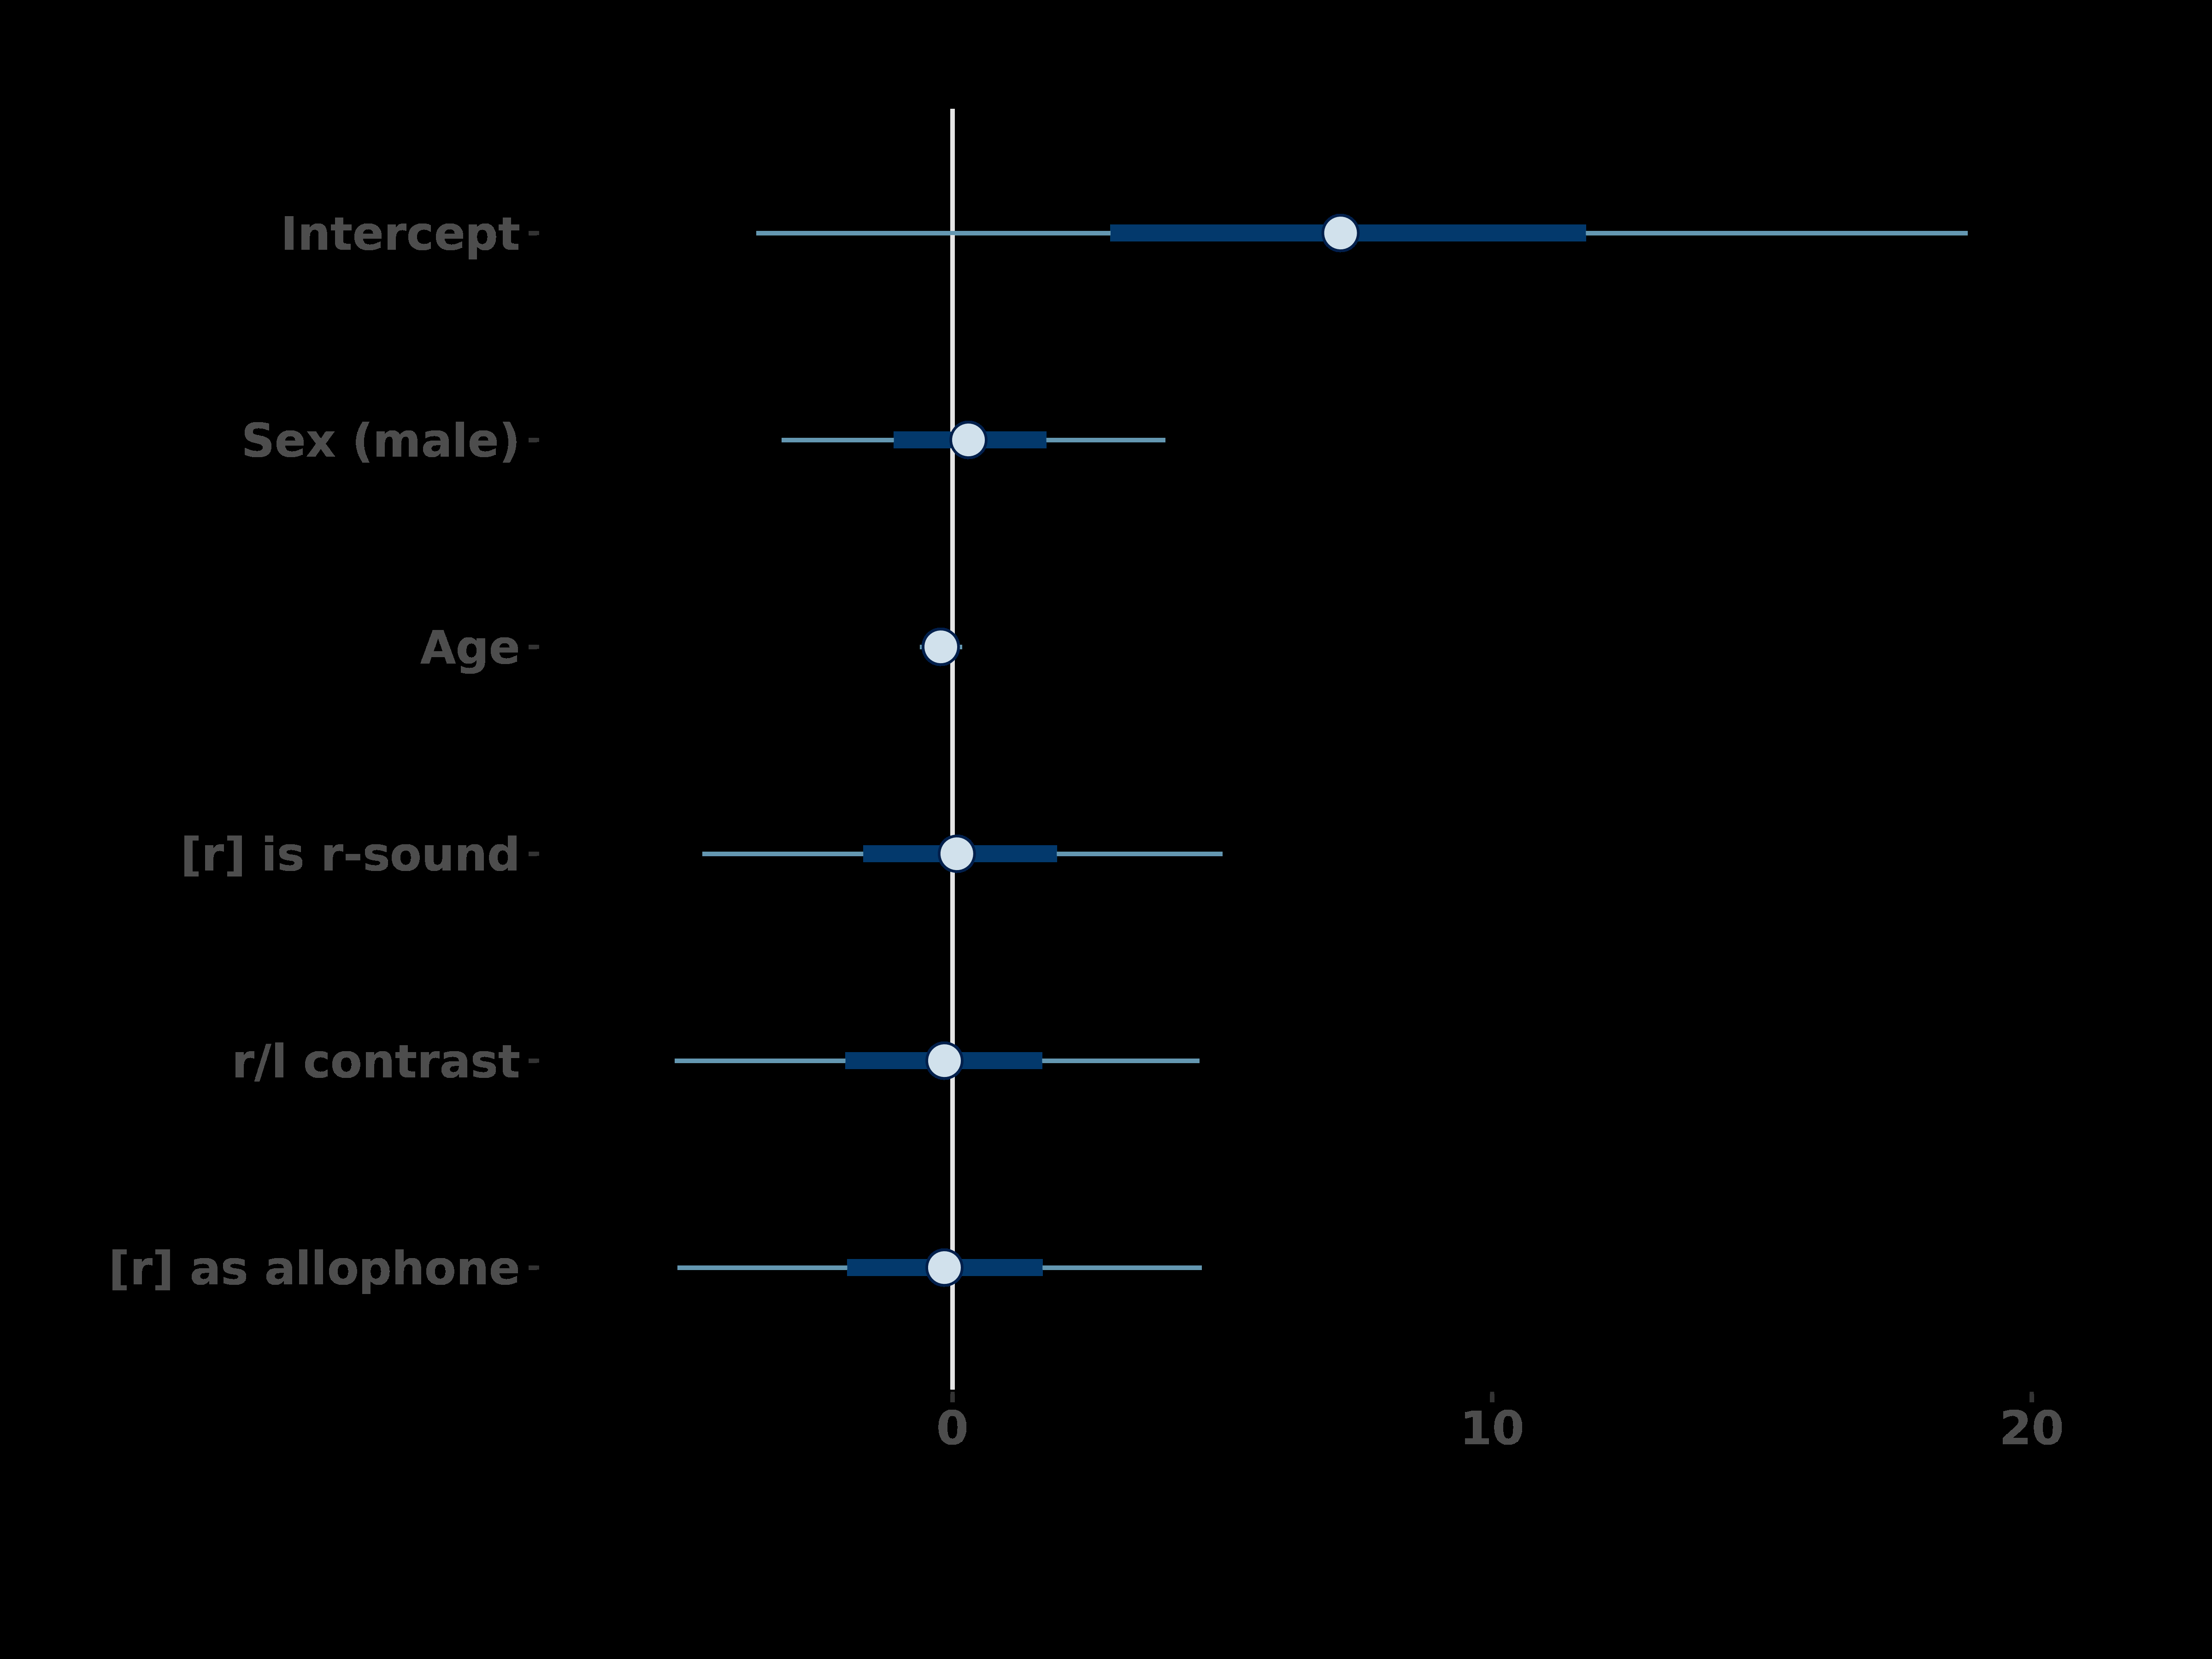 Intercept
Sex (male)
Age
[r] is r-sound
r/l contrast
[r] as allophone
0 10 20